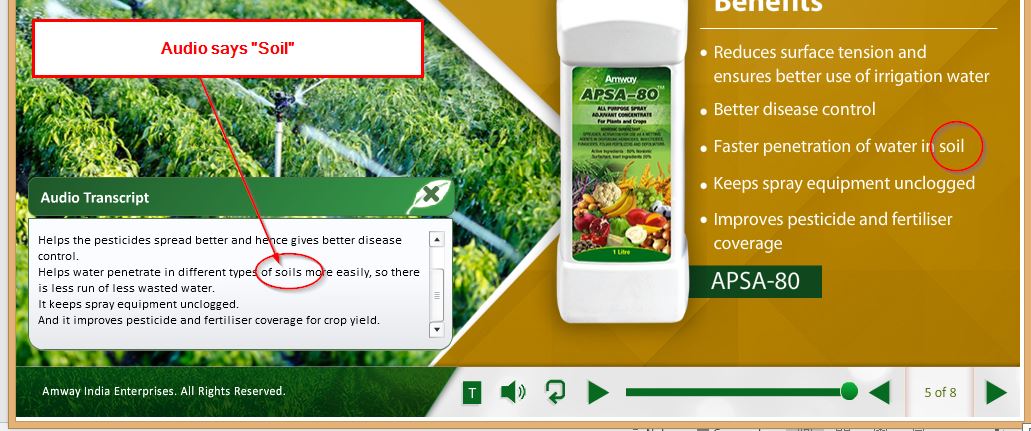 Benefits
Audio says "Soil"
Reduces surface tension and
ensures better use of irrigation water
Better disease control
Faster penetration of water in soil
Keeps spray equipment unclogged
Improves pesticide and fertiliser
coverage
APSA-80
Amway
APSA-80™
ALL PURPOSE SPRAY
ADJUVANT CONCENTRATE
For Plants and Crops
1 Litre
Audio Transcript
Helps the pesticides spread better and hence gives better disease
control.
Helps water penetrate in different types of soils more easily, so there
is less run of less wasted water.
It keeps spray equipment unclogged.
And it improves pesticide and fertiliser coverage for crop yield.
Amway India Enterprises. All Rights Reserved.
T
5 of 8